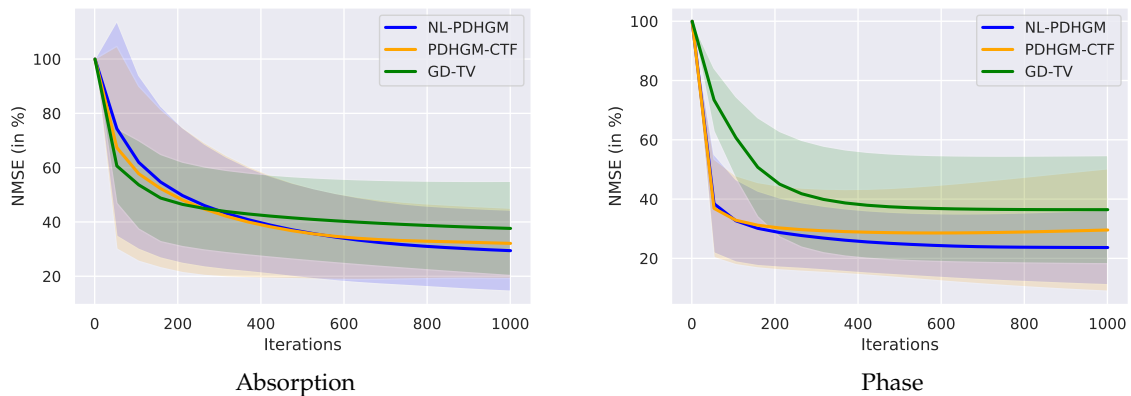 NL-PDHGM
PDHGM-CTF
GD-TV
NMSE (in %)
100
80
60
40
20
0 200 400 600 800 1000
Iterations
Absorption
NL-PDHGM
PDHGM-CTF
GD-TV
NMSE (in %)
100
80
60
40
20
0 200 400 600 800 1000
Iterations
Phase